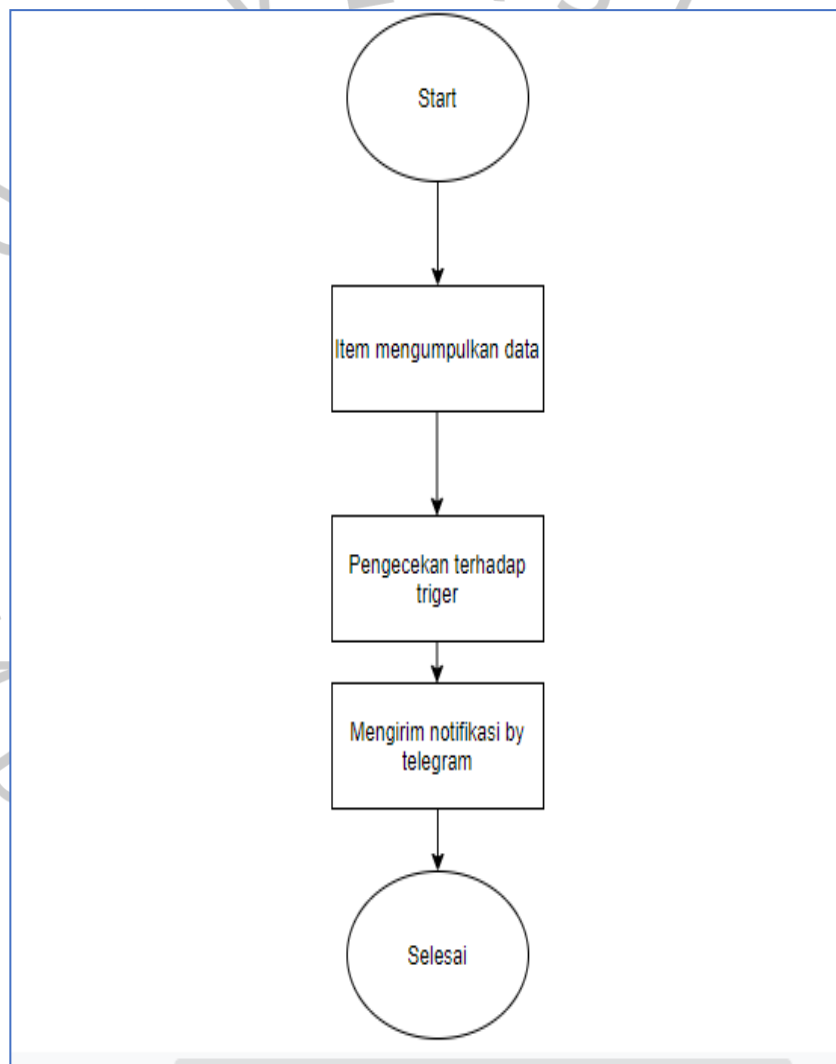 Start
Item mengumpulkan data
Pengecekan terhadap
triger
Mengirim notifikasi by
telegram
Selesai